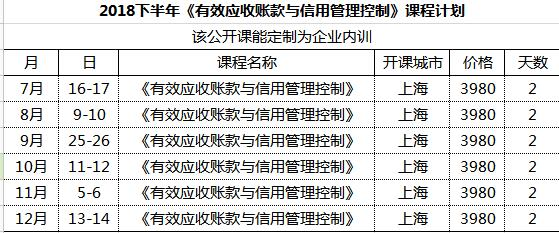 2018下半年《有效应收账款与信用管理控制》课程计划
该公开课能定制为企业内训
月 日 课程名称 开课城市 价格 天数
7月 16-17 《有效应收账款与信用管理控制》 上海 3980 2
8月 9-10 《有效应收账款与信用管理控制》 上海 3980 2
9月 25-26 《有效应收账款与信用管理控制》 上海 3980 2
10月 11-12 《有效应收账款与信用管理控制》 上海 3980 2
11月 5-6 《有效应收账款与信用管理控制》 上海 3980 2
12月 13-14 《有效应收账款与信用管理控制》 上海 3980 2